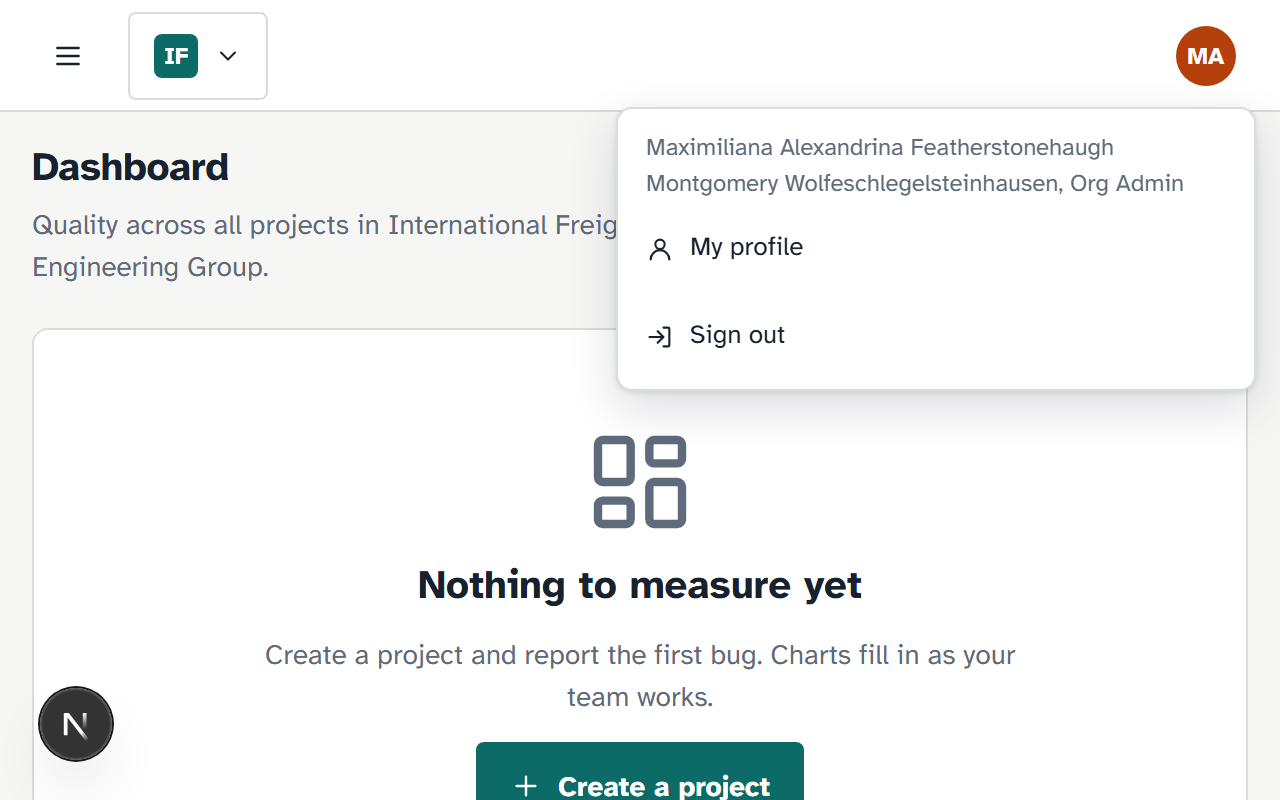 IF
MA
Maximiliana Alexandrina Featherstonehaugh
Montgomery Wolfeschlegelsteinhausen, Org Admin
My profile
Sign out
Dashboard
Quality across all projects in International
Engineering Group.
Nothing to measure yet
Create a project and report the first bug. Charts fill in as your
team works.
Create a project
N